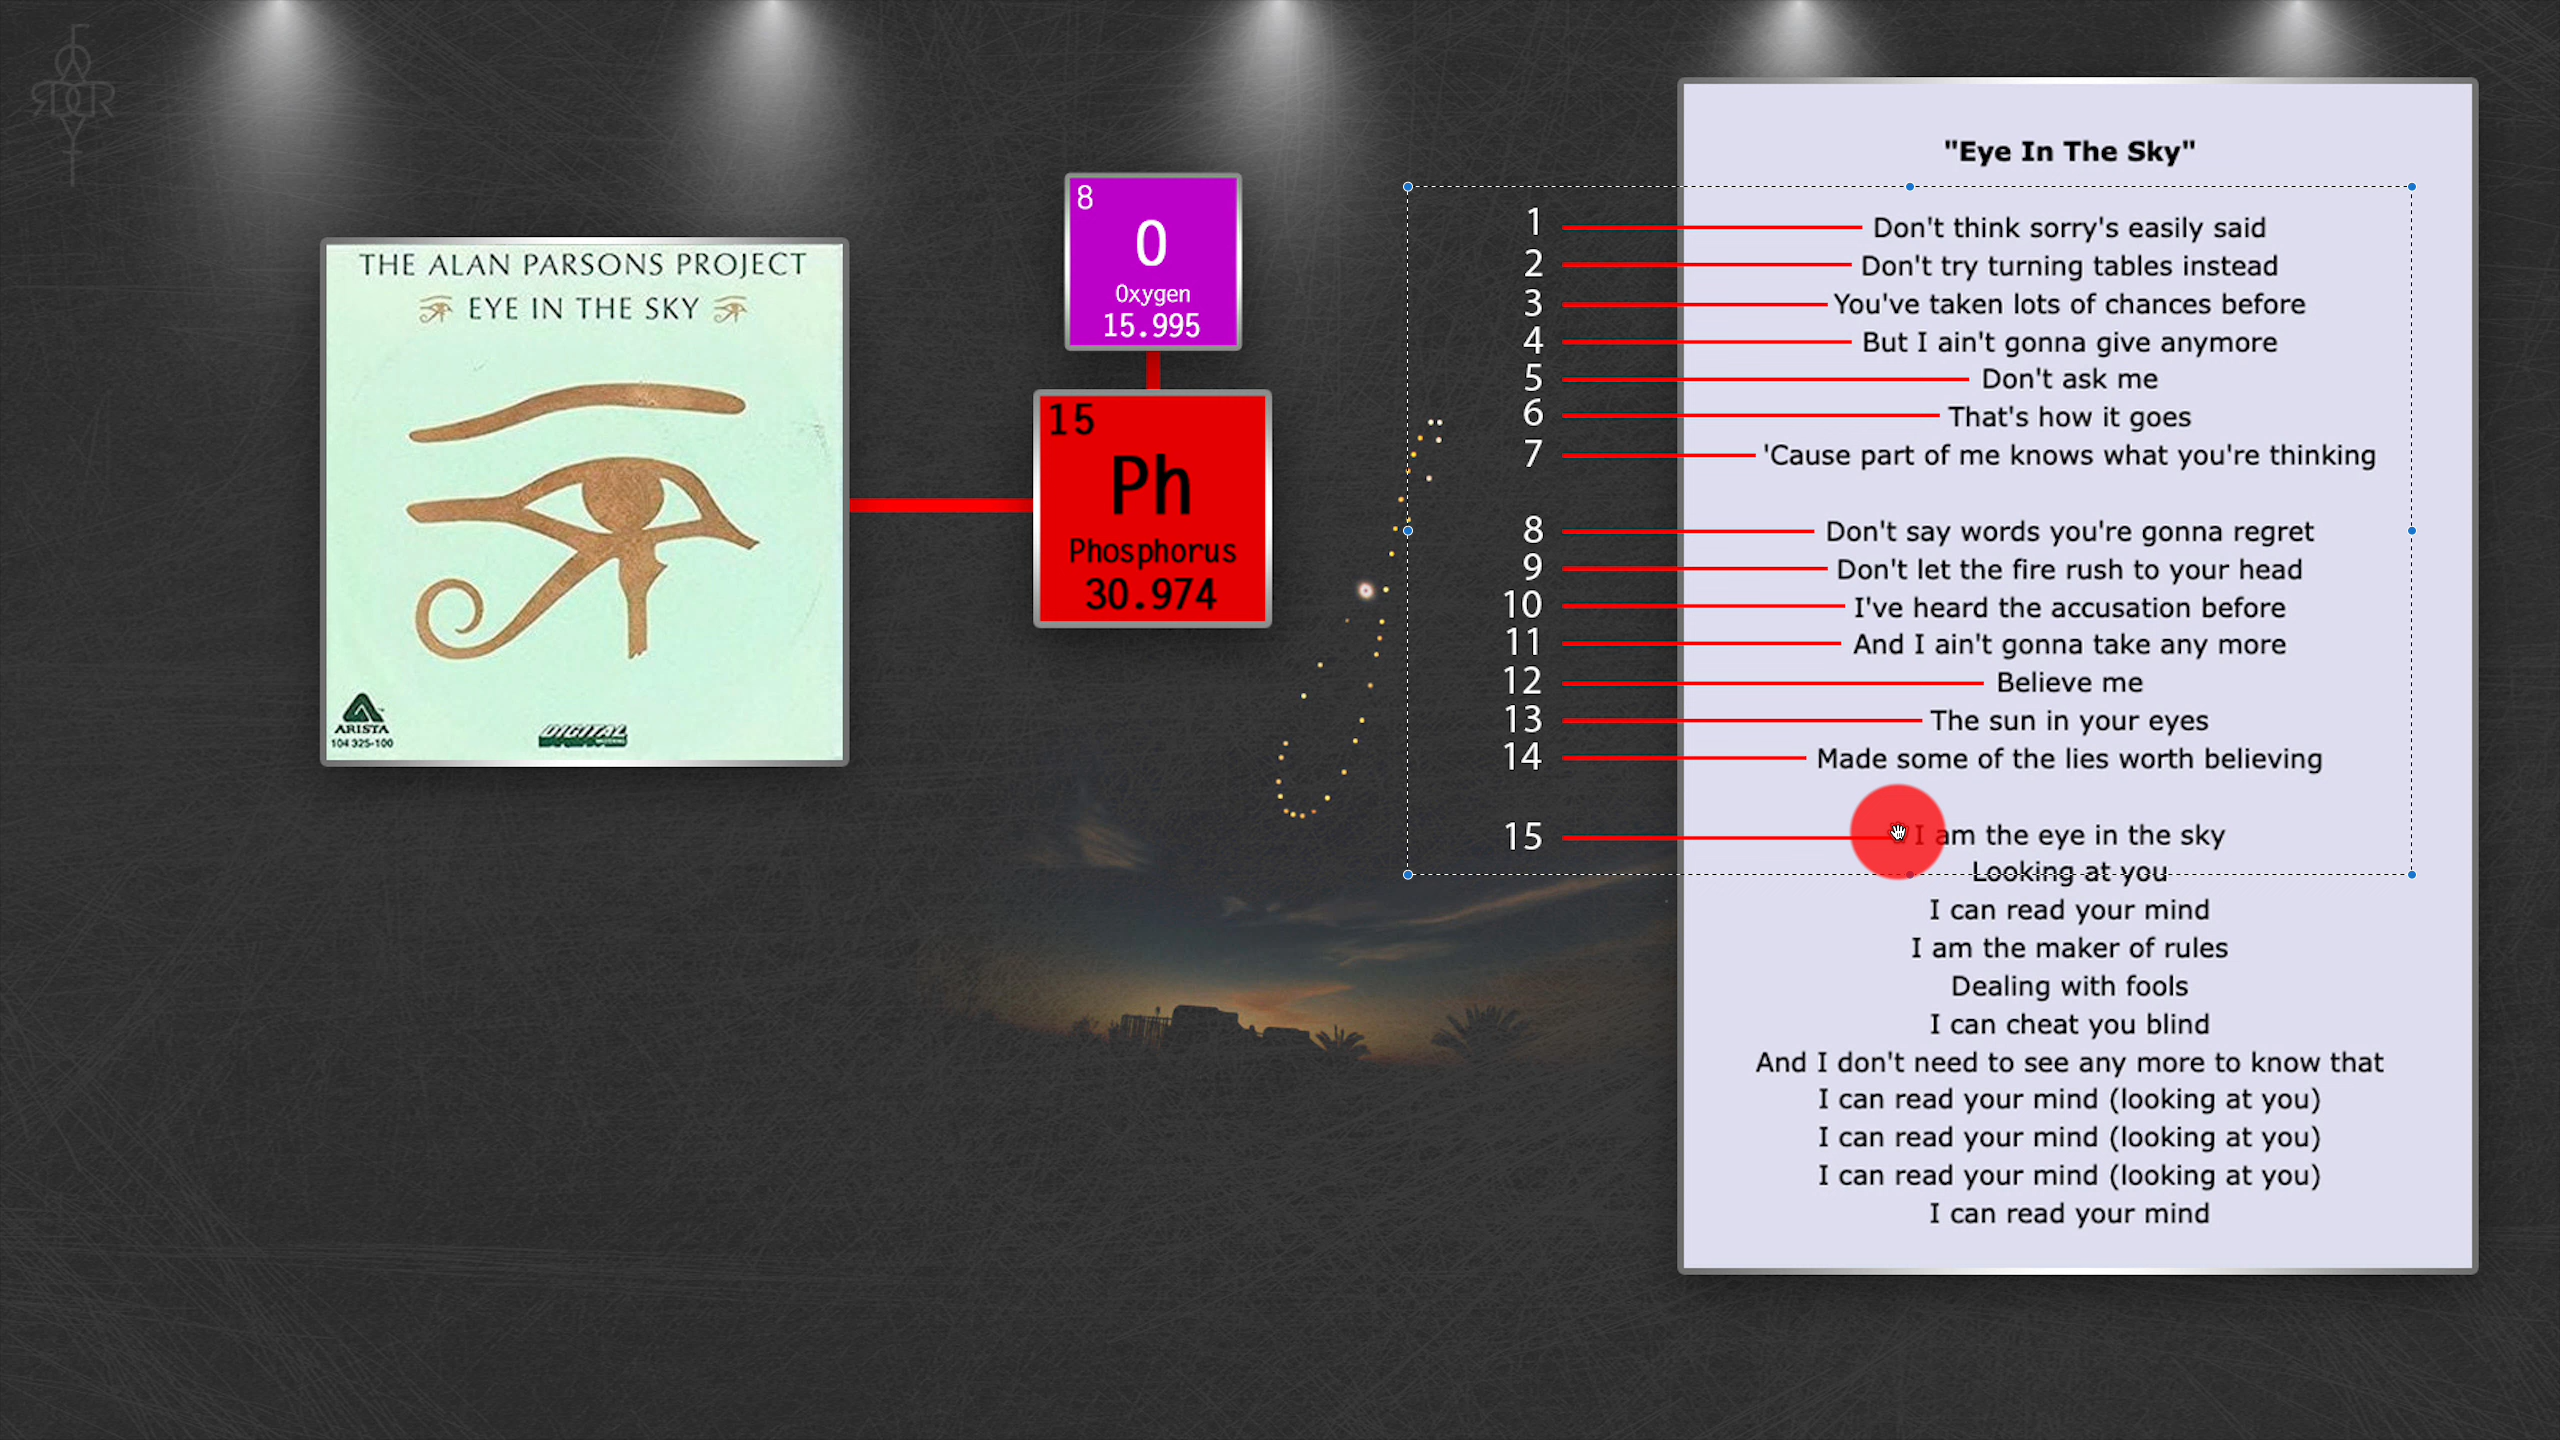 THE ALAN PARSONS PROJECT
EYE IN THE SKY
ARISTA
104 325-100
DIGITAL
8
O
Oxygen
15.995
15
Ph
Phosphorus
30.974
"Eye In The Sky"
1 Don't think sorry's easily said
2 Don't try turning tables instead
3 You've taken lots of chances before
4 But I ain't gonna give anymore
5 Don't ask me
6 That's how it goes
7 'Cause part of me knows what you're thinking
8 Don't say words you're gonna regret
9 Don't let the fire rush to your head
10 I've heard the accusation before
11 And I ain't gonna take any more
12 Believe me
13 The sun in your eyes
14 Made some of the lies worth believing
15 I am the eye in the sky
Looking at you
I can read your mind
I am the maker of rules
Dealing with fools
I can cheat you blind
And I don't need to see any more to know that
I can read your mind (looking at you)
I can read your mind (looking at you)
I can read your mind (looking at you)
I can read your mind